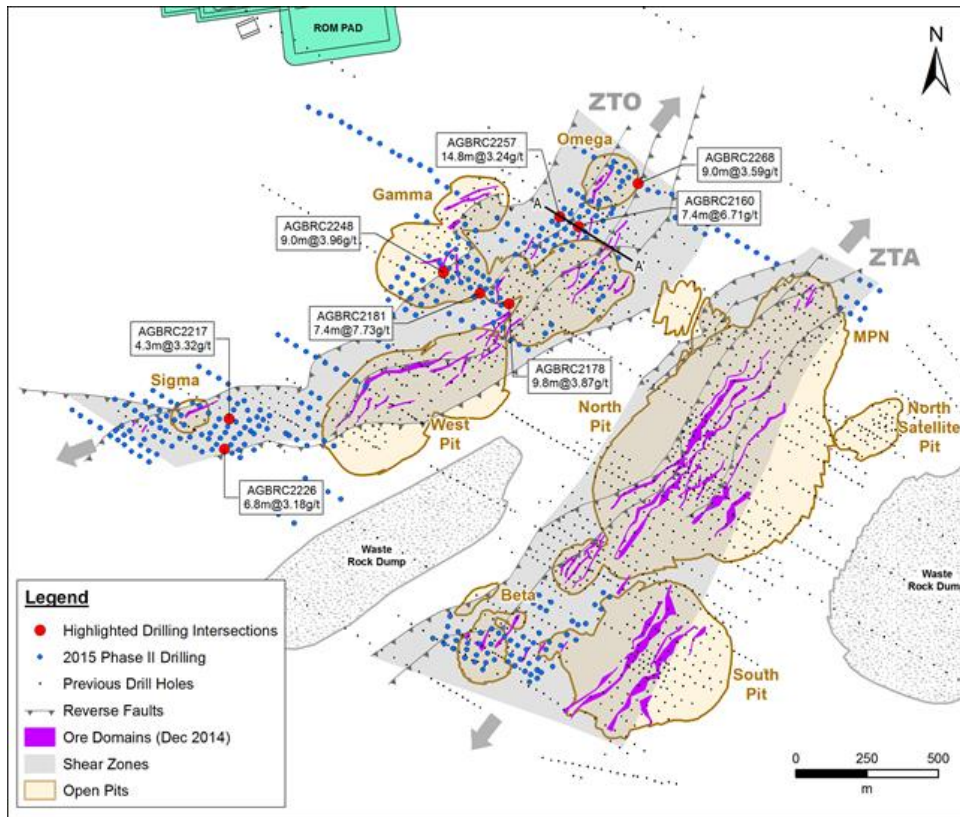 ROM PAD
N
ZTO
AGBRC2257
14.8m@3.24g/t
Omega
AGBRC2268
9.0m@3.59g/t
Gamma
AGBRC2160
7.4m@6.71g/t
A
A'
AGBRC2248
9.0m@3.96g/t
ZTA
AGBRC2181
7.4m@7.73g/t
AGBRC2217
4.3m@3.32g/t
MPN
Sigma
AGBRC2178
9.8m@3.87g/t
North
Pit
North
Satellite
Pit
West
Pit
AGBRC2226
6.8m@3.18g/t
Waste
Rock Dump
Waste
Rock Dum
Beta
South
Pit
Legend
Highlighted Drilling Intersections
2015 Phase II Drilling
Previous Drill Holes
Reverse Faults
Ore Domains (Dec 2014)
Shear Zones
Open Pits
0 250 500
m